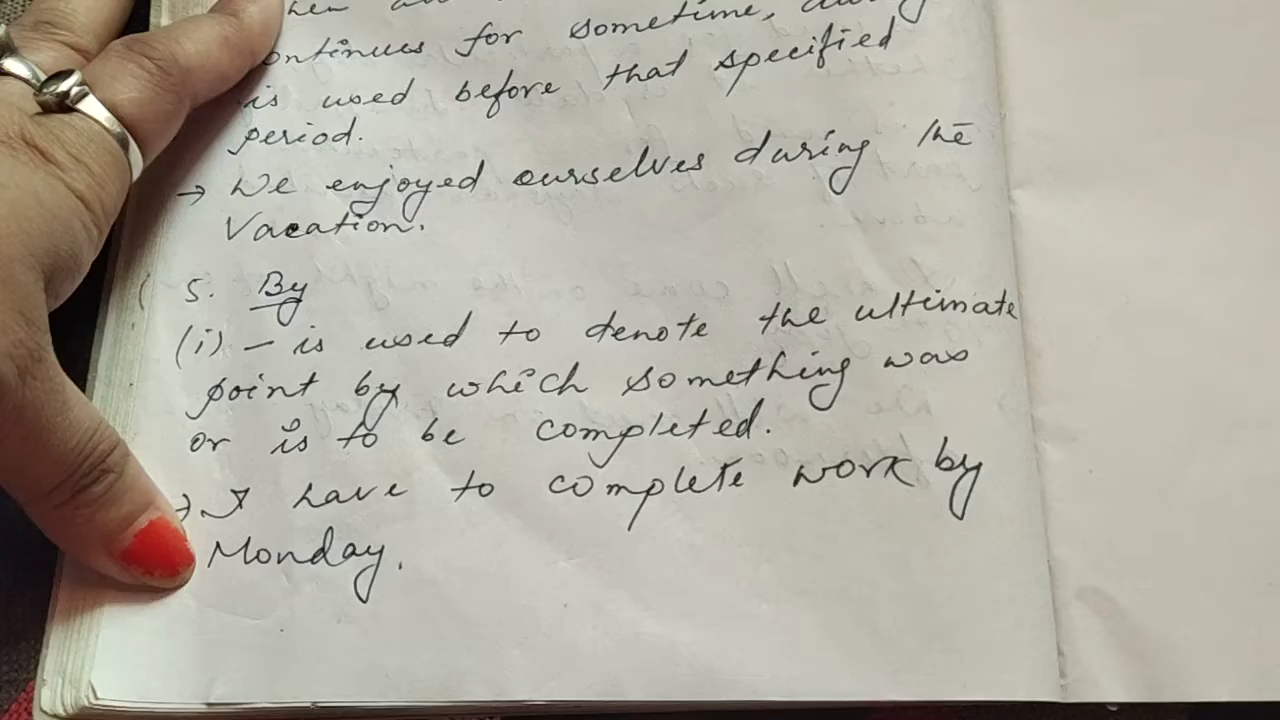 continues for sometime,
is used before that specified
period.
→ We enjoyed ourselves during the
Vacation.
5. By
(i) – is used to denote the ultimate
point by which something was
or is to be completed.
→ I have to complete work by
Monday.